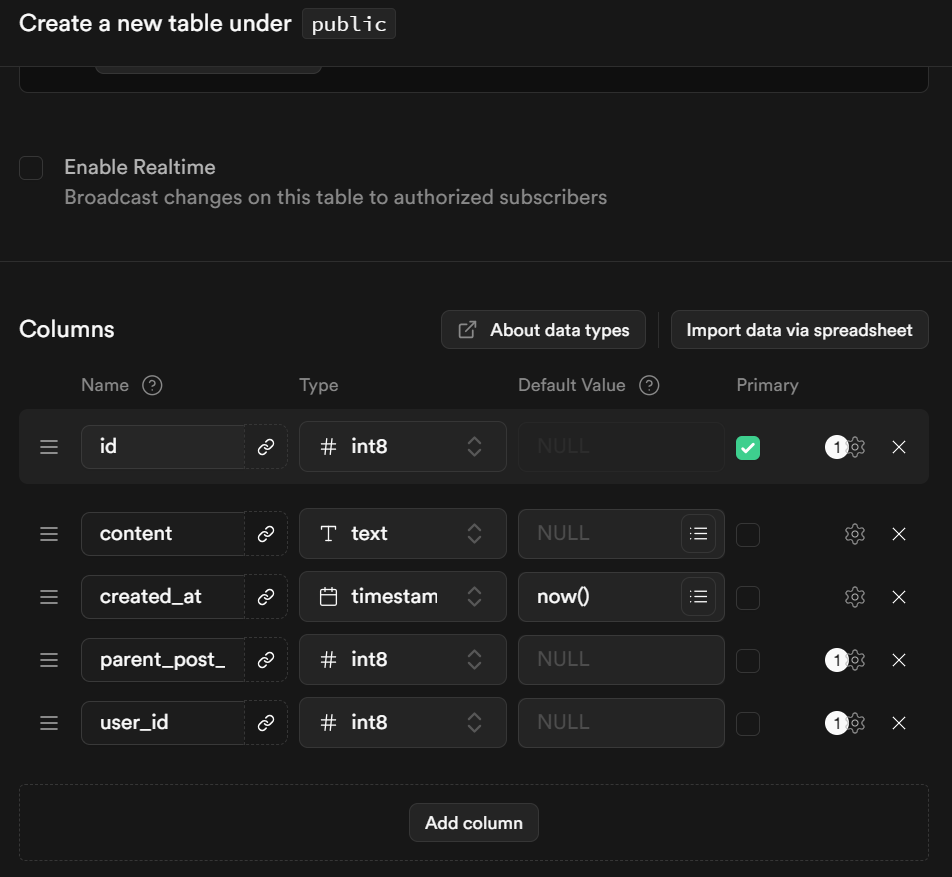 Create a new table under public
Enable Realtime
Broadcast changes on this table to authorized subscribers
Columns
About data types
Import data via spreadsheet
Name ? Type Default Value ? Primary
id # int8 NULL 1
content T text NULL
created_at timestam now()
parent_post_ # int8 NULL 1
user_id # int8 NULL 1
Add column